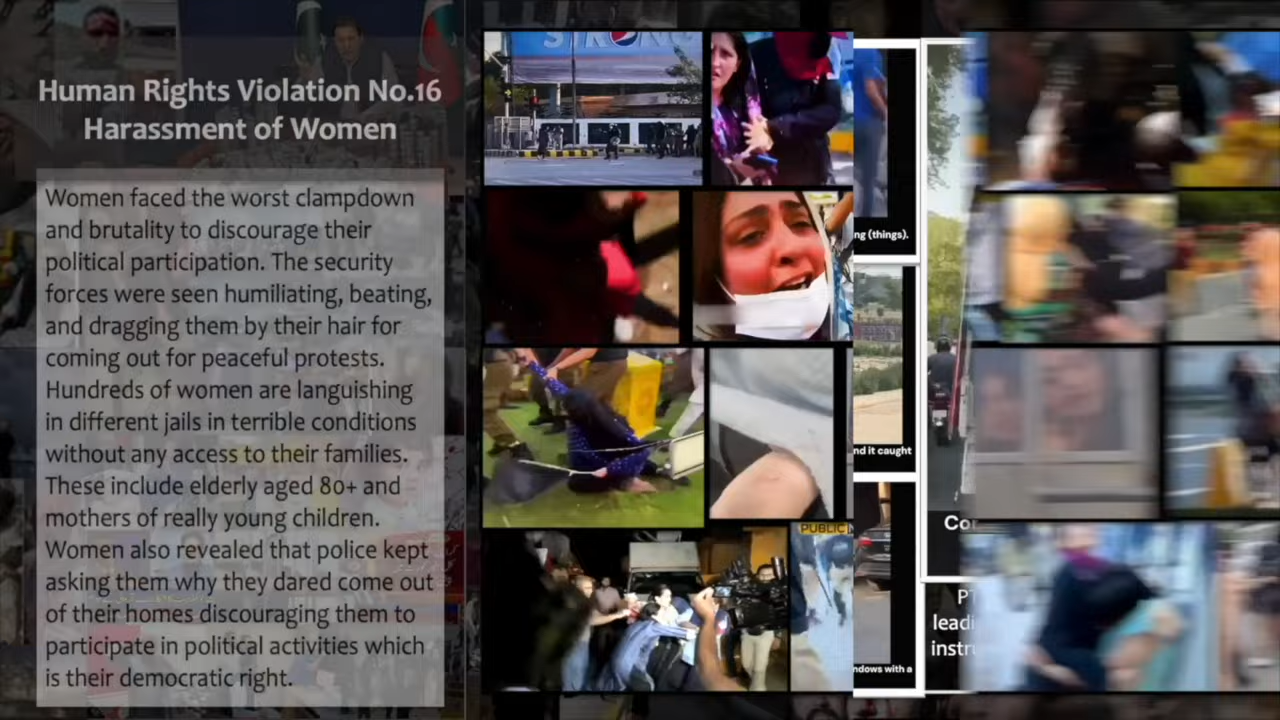 Human Rights Violation No.16
Harassment of Women
Women faced the worst clampdown
and brutality to discourage their
political participation. The security
forces were seen humiliating, beating,
and dragging them by their hair for
coming out for peaceful protests.
Hundreds of women are languishing
in different jails in terrible conditions
without any access to their families.
These include elderly aged 80+ and
mothers of really young children.
Women also revealed that police kept
asking them why they dared come out
of their homes discouraging them to
participate in political activities which
is their democratic right.
STRONG
ng (things).
nd it caught
PUBLIC
ndows with a
Con
PT
leadi
instru